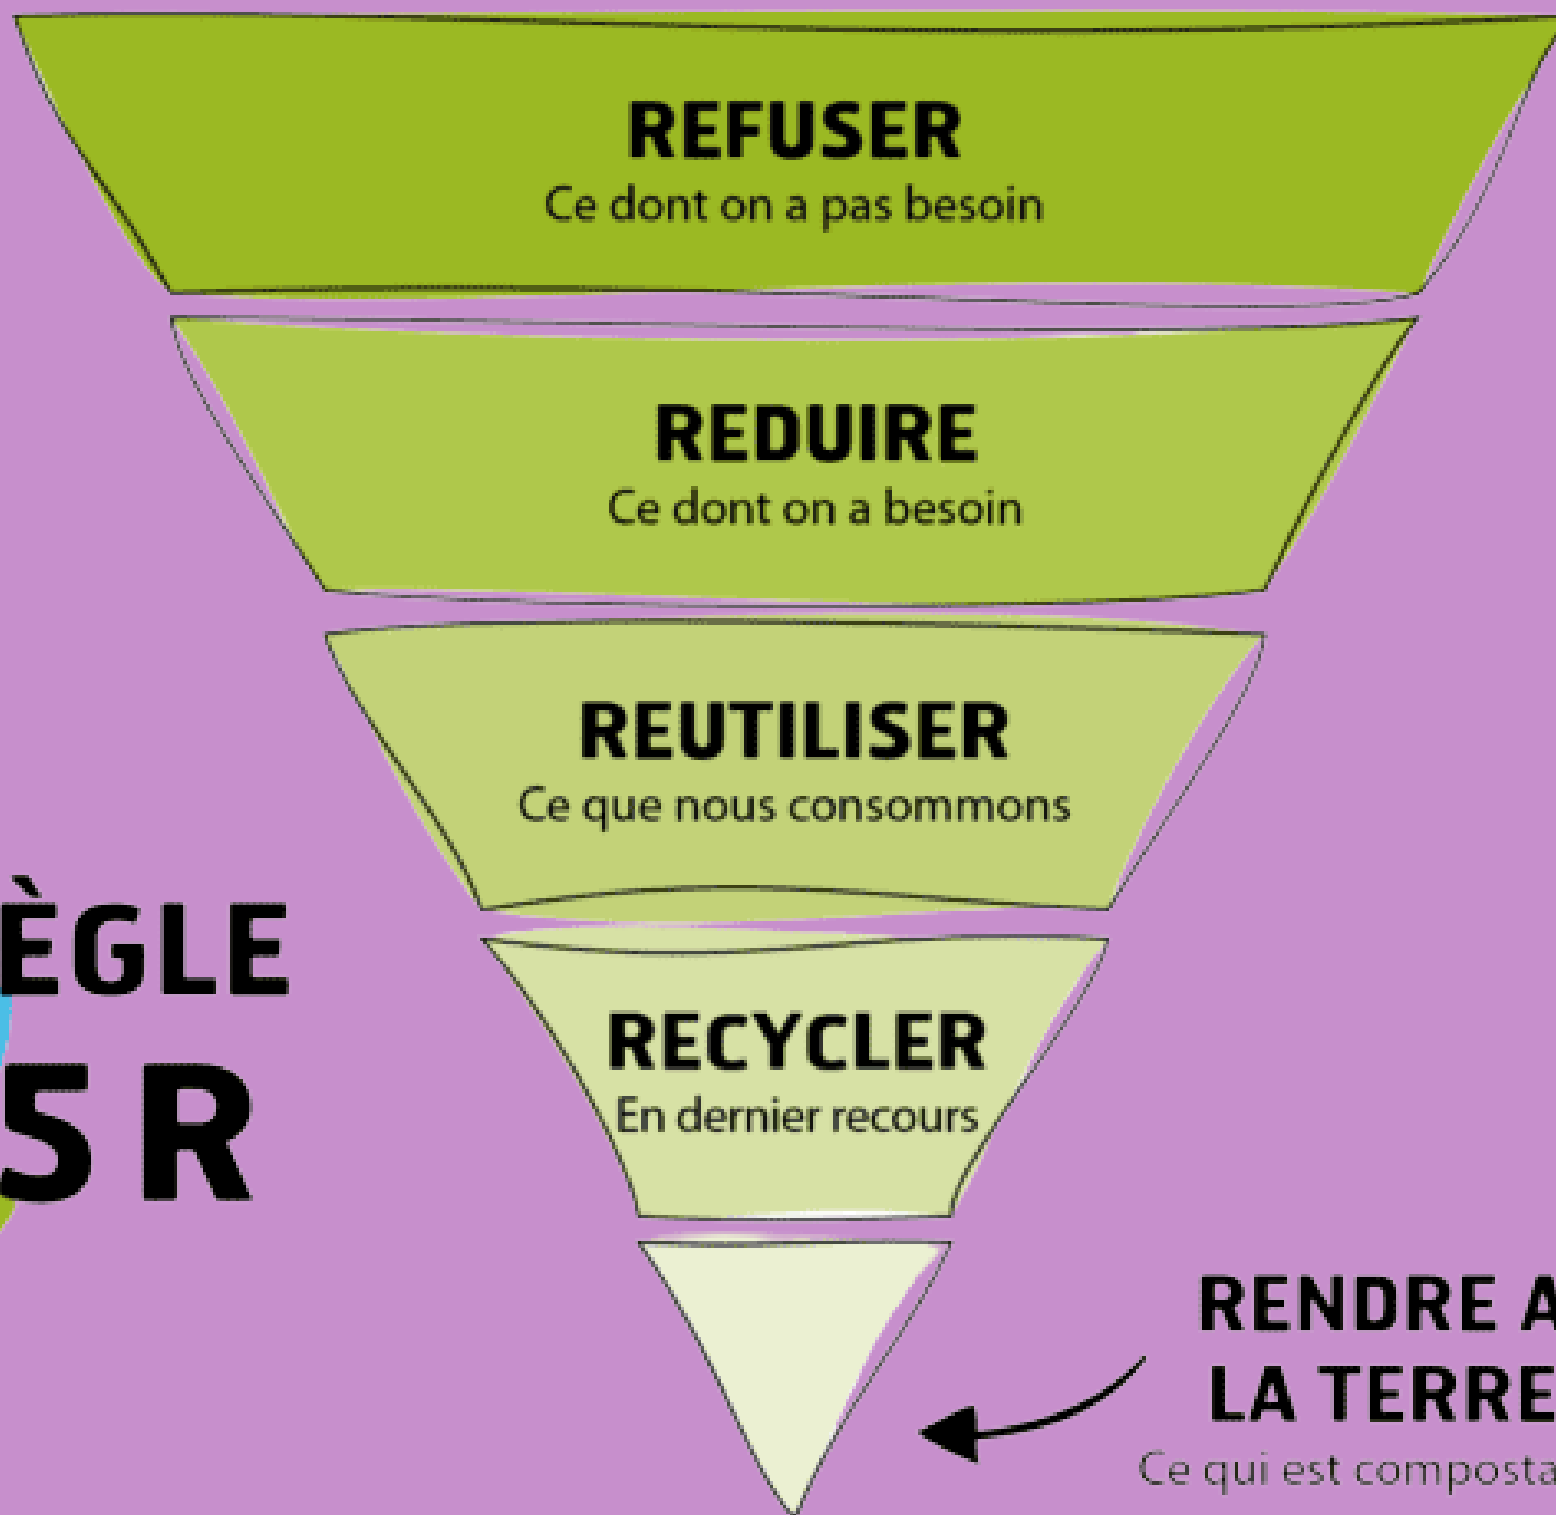 REFUSER
Ce dont on a pas besoin
REDUIRE
Ce dont on a besoin
REUTILISER
Ce que nous consommons
ÈGLE
5 R
RECYCLER
En dernier recours
RENDRE A
LA TERRE
Ce qui est composta